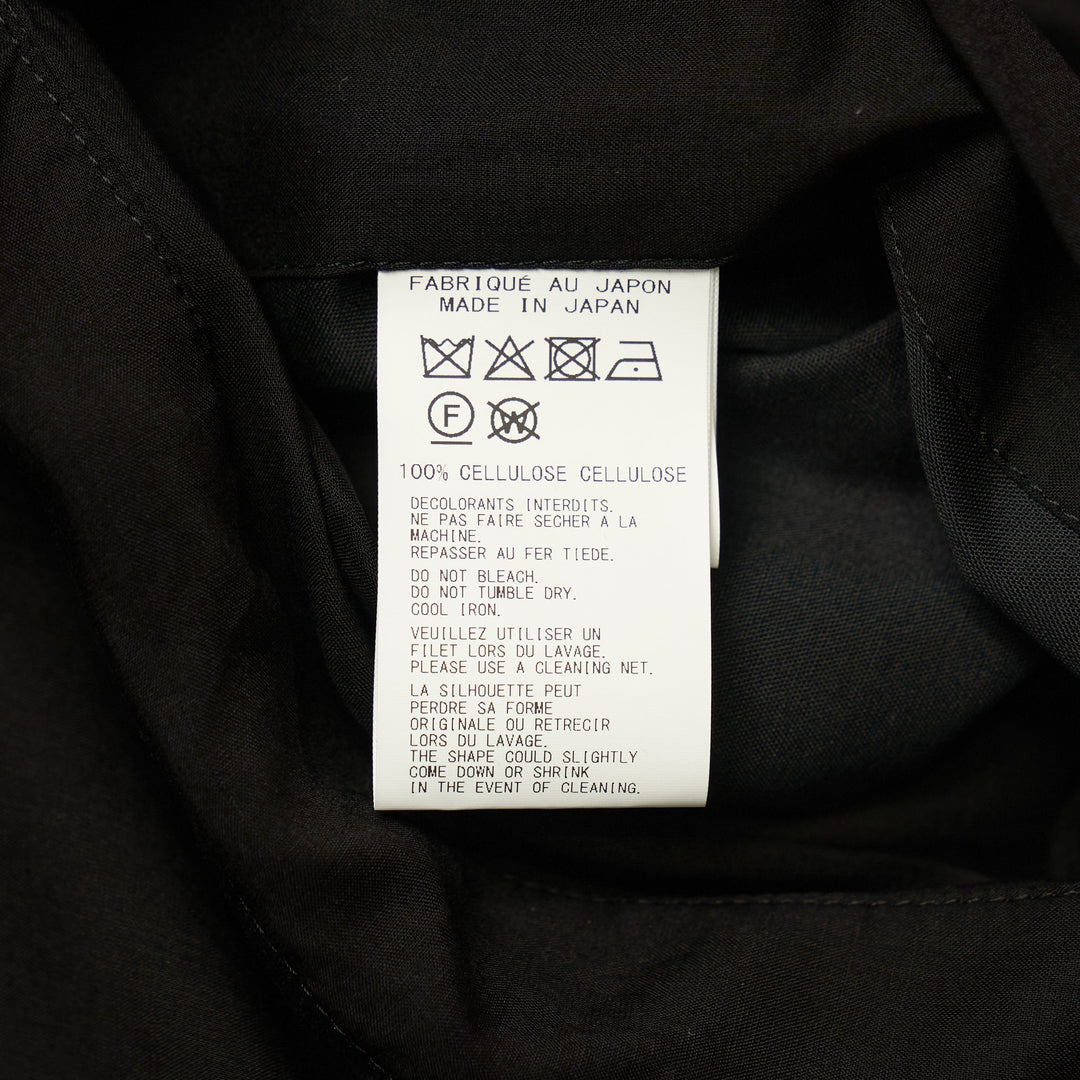 FABRIQUÉ AU JAPON
MADE IN JAPAN
F W
100% CELLULOSE CELLULOSE
DECOLORANTS INTERDITS.
NE PAS FAIRE SECHER A LA
MACHINE.
REPASSER AU FER TIEDE.
DO NOT BLEACH.
DO NOT TUMBLE DRY.
COOL IRON.
VEUILLEZ UTILISER UN
FILET LORS DU LAVAGE.
PLEASE USE A CLEANING NET.
LA SILHOUETTE PEUT
PERDRE SA FORME
ORIGINALE OU RETRECIR
LORS DU LAVAGE.
THE SHAPE COULD SLIGHTLY
COME DOWN OR SHRINK
IN THE EVENT OF CLEANING.